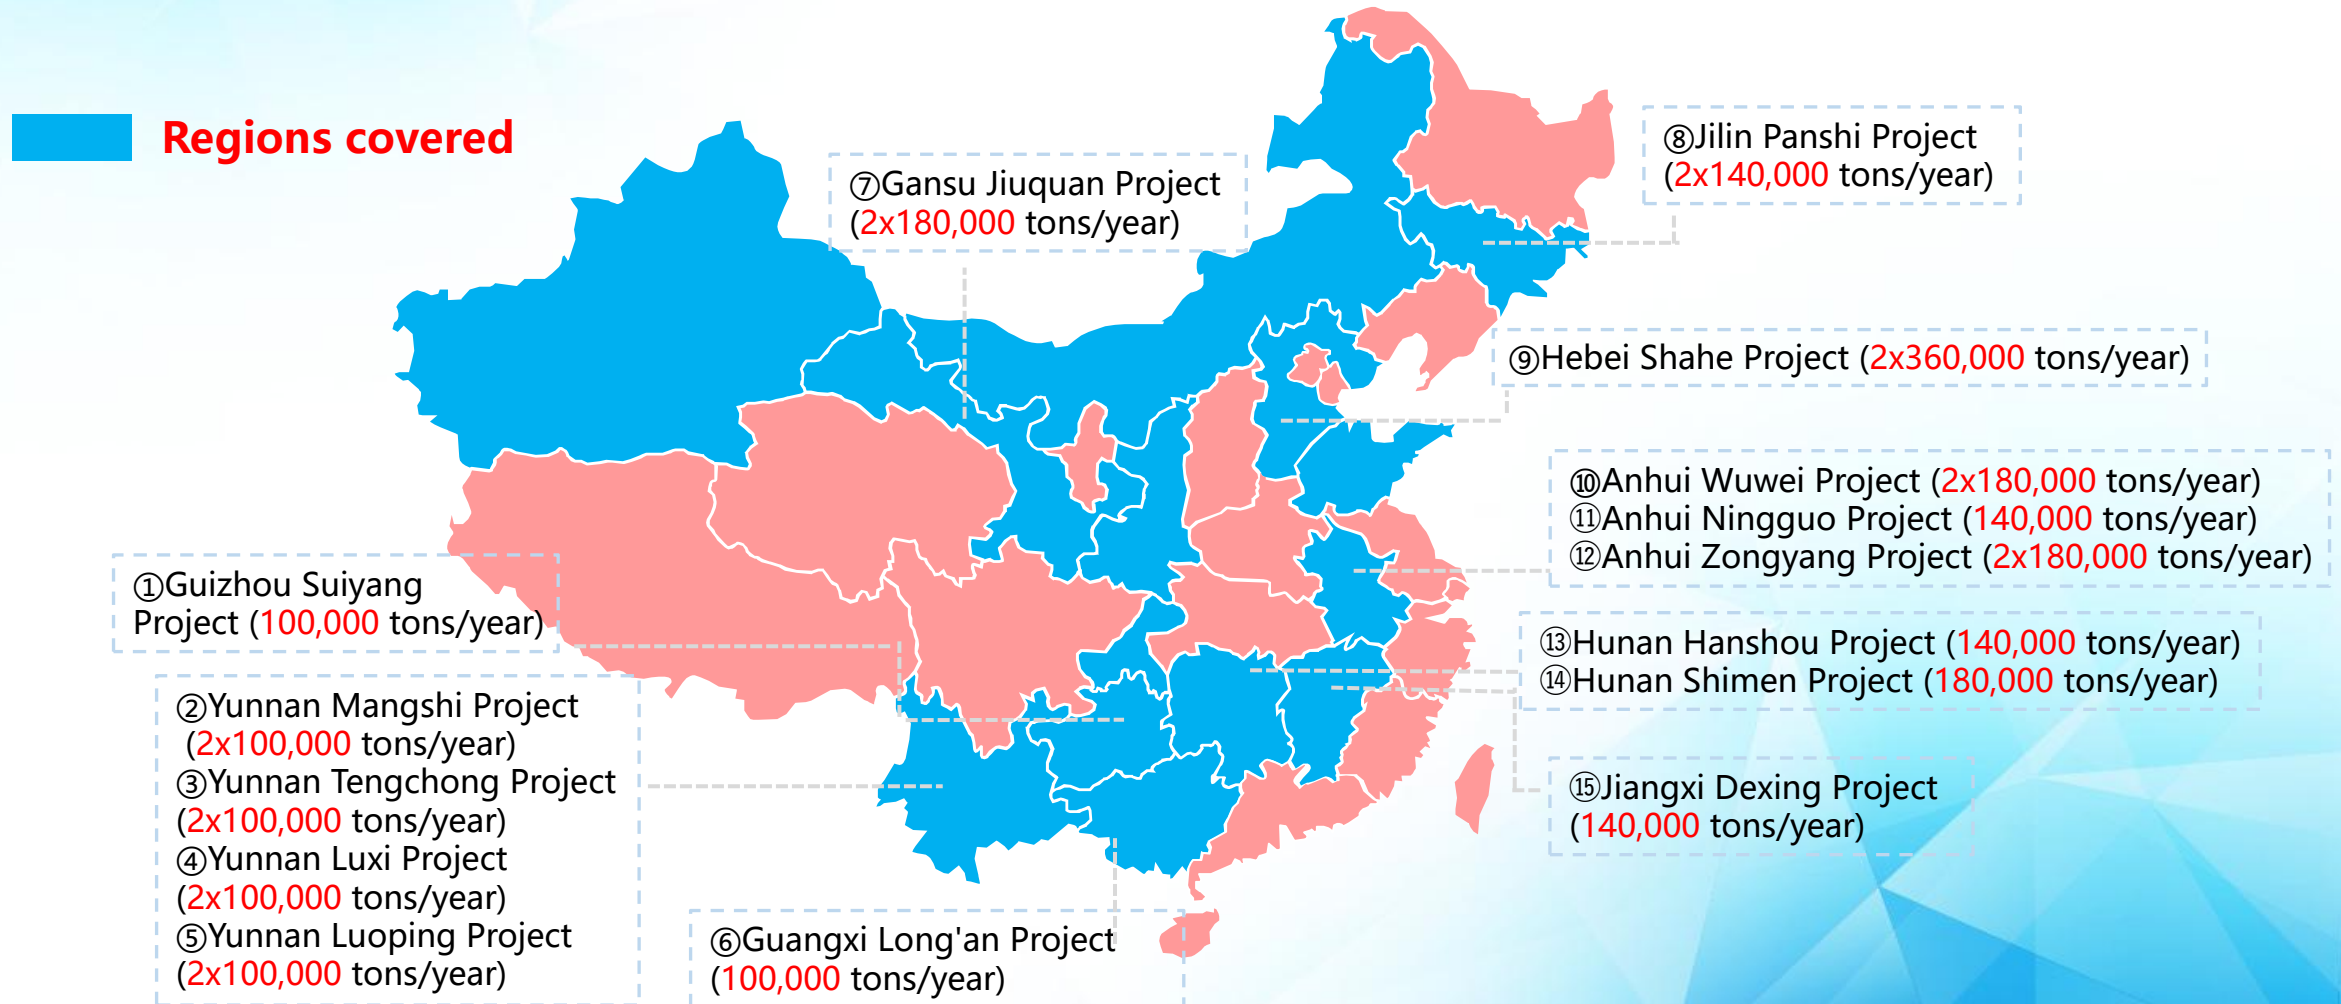 Regions covered
⑦Gansu Jiuquan Project
(2x180,000 tons/year)
⑧Jilin Panshi Project
(2x140,000 tons/year)
⑨Hebei Shahe Project (2x360,000 tons/year)
⑩Anhui Wuwei Project (2x180,000 tons/year)
⑪Anhui Ningguo Project (140,000 tons/year)
⑫Anhui Zongyang Project (2x180,000 tons/year)
①Guizhou Suiyang
Project (100,000 tons/year)
⑬Hunan Hanshou Project (140,000 tons/year)
⑭Hunan Shimen Project (180,000 tons/year)
②Yunnan Mangshi Project
(2x100,000 tons/year)
③Yunnan Tengchong Project
(2x100,000 tons/year)
④Yunnan Luxi Project
(2x100,000 tons/year)
⑤Yunnan Luoping Project
(2x100,000 tons/year)
⑮Jiangxi Dexing Project
(140,000 tons/year)
⑥Guangxi Long'an Project
(100,000 tons/year)